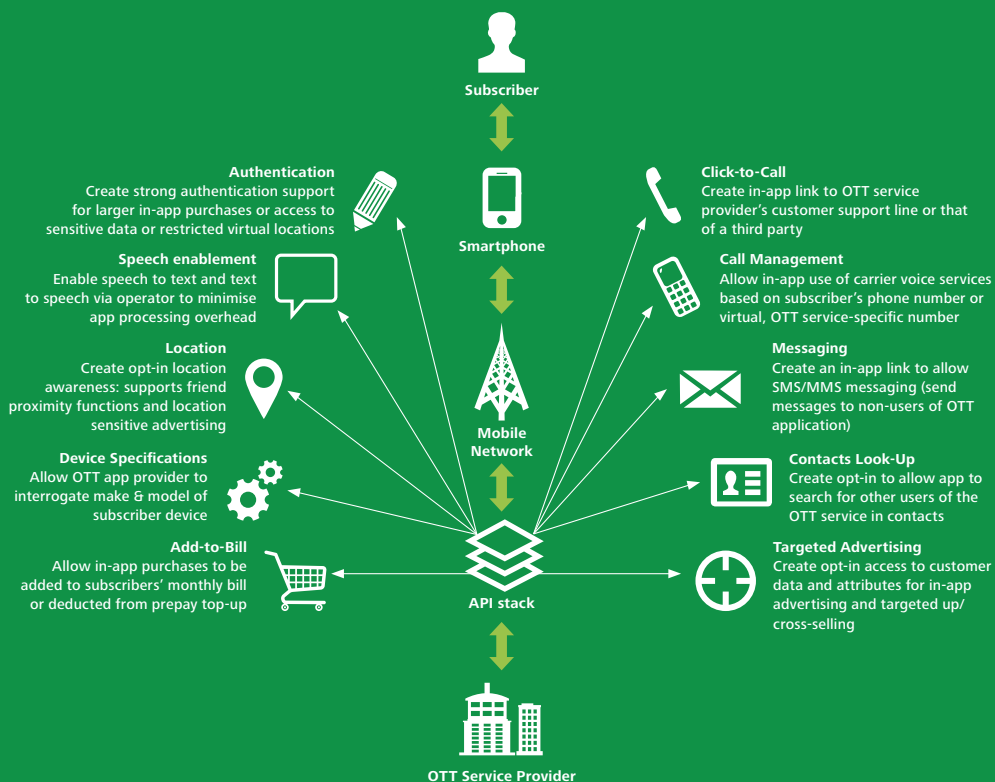 Subscriber
Authentication
Create strong authentication support
for larger in-app purchases or access to
sensitive data or restricted virtual locations
Click-to-Call
Create in-app link to OTT service
provider's customer support line or that
of a third party
Smartphone
Speech enablement
Enable speech to text and text
to speech via operator to minimise
app processing overhead
Call Management
Allow in-app use of carrier voice services
based on subscriber's phone number or
virtual, OTT service-specific number
Location
Create opt-in location
awareness: supports friend
proximity functions and location
sensitive advertising
Messaging
Create an in-app link to allow
SMS/MMS messaging (send
messages to non-users of OTT
application)
Mobile
Network
Device Specifications
Allow OTT app provider to
interrogate make & model of
subscriber device
Contacts Look-Up
Create opt-in to allow app to
search for other users of the
OTT service in contacts
Add-to-Bill
Allow in-app purchases to be
added to subscribers' monthly bill
or deducted from prepay top-up
Targeted Advertising
Create opt-in access to customer
data and attributes for in-app
advertising and targeted up/
cross-selling
API stack
OTT Service Provider